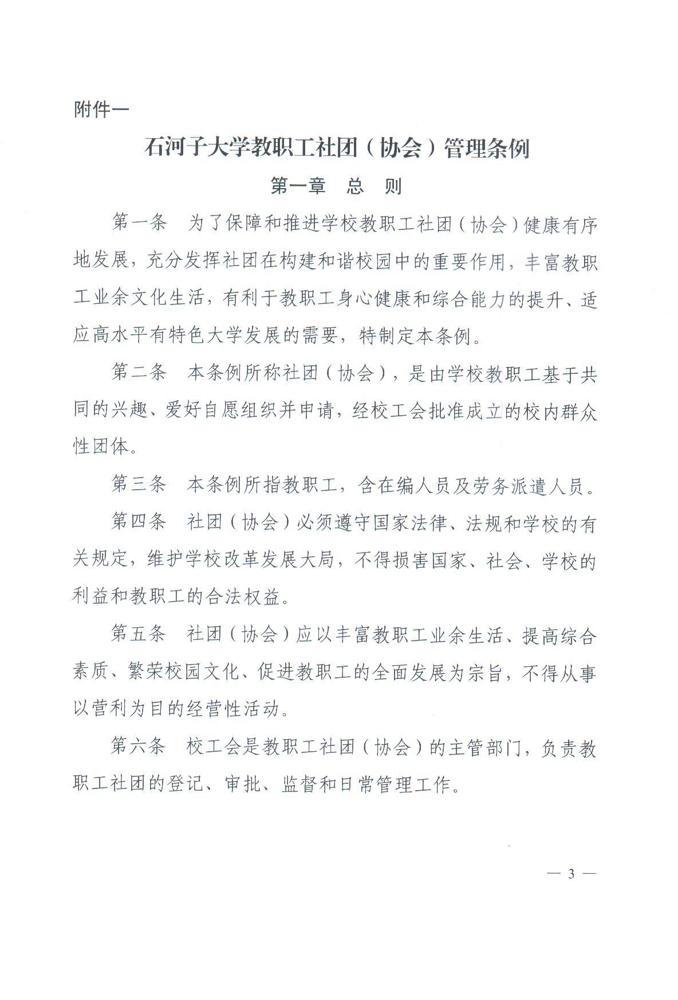 附件一
石河子大学教职工社团（协会）管理条例
第一章　总　则
第一条　为了保障和推进学校教职工社团（协会）健康有序
地发展，充分发挥社团在构建和谐校园中的重要作用，丰富教职
工业余文化生活，有利于教职工身心健康和综合能力的提升、适
应高水平有特色大学发展的需要，特制定本条例。
第二条　本条例所称社团（协会），是由学校教职工基于共
同的兴趣、爱好自愿组织并申请，经校工会批准成立的校内群众
性团体。
第三条　本条例所指教职工，含在编人员及劳务派遣人员。
第四条　社团（协会）必须遵守国家法律、法规和学校的有
关规定，维护学校改革发展大局，不得损害国家、社会、学校的
利益和教职工的合法权益。
第五条　社团（协会）应以丰富教职工业余生活、提高综合
素质、繁荣校园文化、促进教职工的全面发展为宗旨，不得从事
以营利为目的经营性活动。
第六条　校工会是教职工社团（协会）的主管部门，负责教
职工社团的登记、审批、监督和日常管理工作。
— 3 —